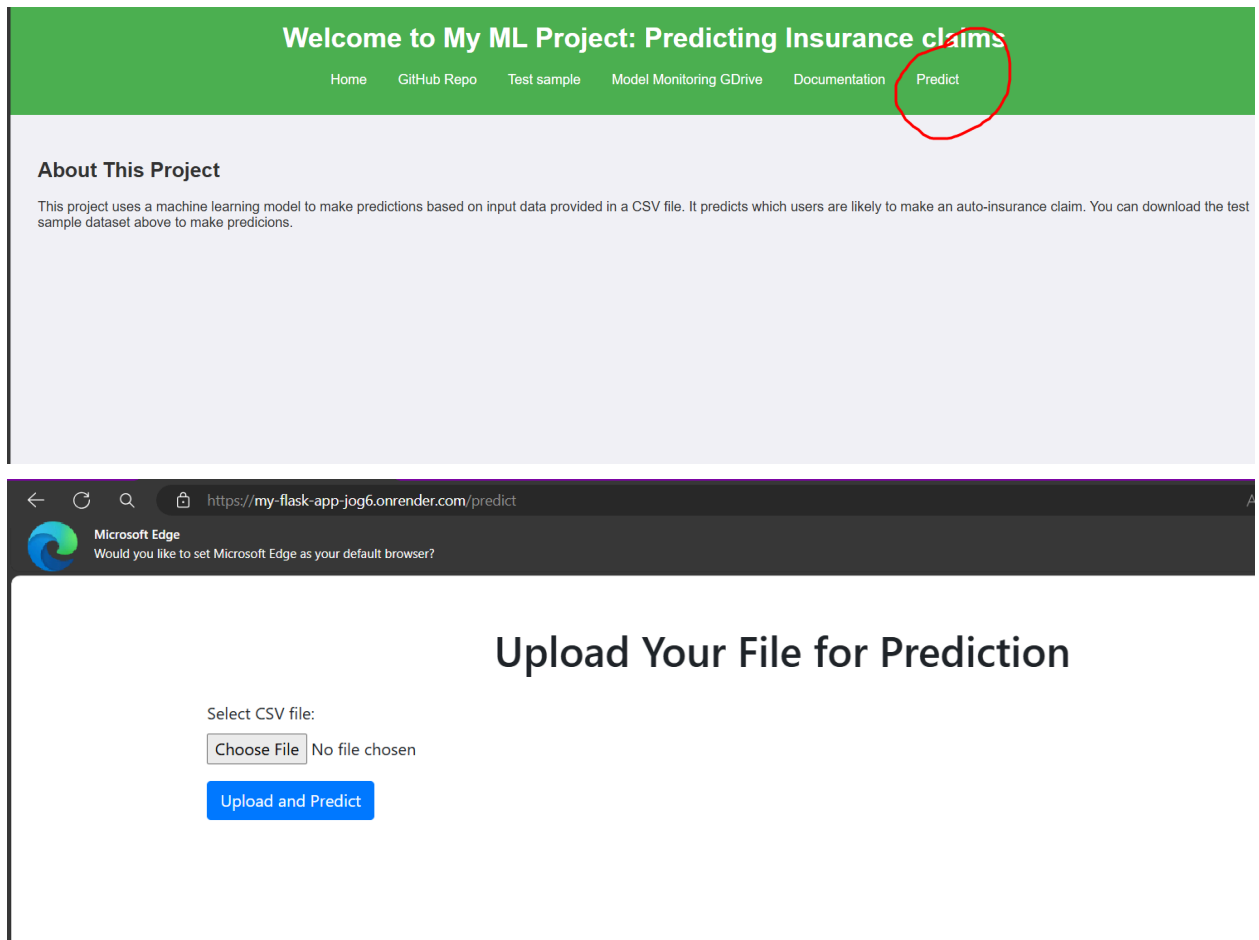 Welcome to My ML Project: Predicting Insurance claims
Home GitHub Repo Test sample Model Monitoring GDrive Documentation Predict
About This Project
This project uses a machine learning model to make predictions based on input data provided in a CSV file. It predicts which users are likely to make an auto-insurance claim. You can download the test
sample dataset above to make predicions.
https://my-flask-app-jog6.onrender.com/predict
Microsoft Edge
Would you like to set Microsoft Edge as your default browser?
Upload Your File for Prediction
Select CSV file:
Choose File No file chosen
Upload and Predict